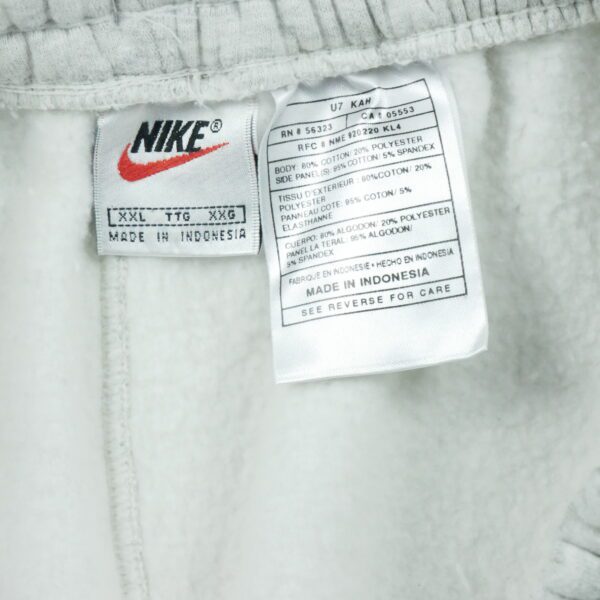 NIKE®
XXL TTG XXG
MADE IN INDONESIA
U7 KAH
RN # 56323 CA # 05553
RFC # NME 920220 KL4
BODY: 80% COTTON/20% POLYESTER
SIDE PANEL(S): 95% COTTON/5% SPANDEX
TISSU D'EXTERIEUR: 80%COTON/20%
POLYESTER
PANNEAU COTE: 95% COTON/5%
ELASTHANNE
CUERPO: 80% ALGODON/20% POLYESTER
PANEL LA TERAL: 95% ALGODON/
5% SPANDEX
FABRIQUE EN INDONESIE • HECHO EN INDONESIA
MADE IN INDONESIA
SEE REVERSE FOR CARE